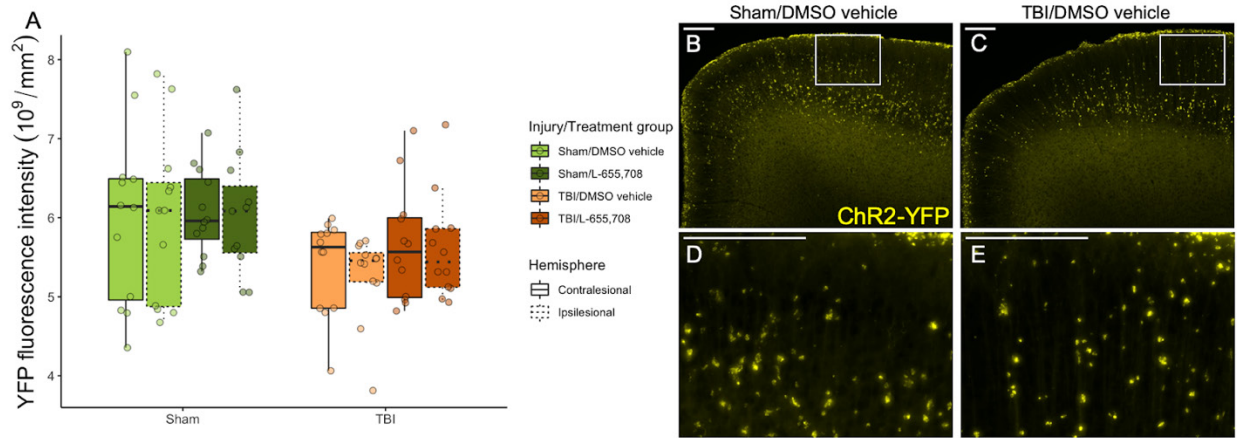 A
YFP fluorescence intensity (10⁹/mm²)
8
7
6
5
4
Sham
TBI
Injury/Treatment group
Sham/DMSO vehicle
Sham/L-655,708
TBI/DMSO vehicle
TBI/L-655,708
Hemisphere
Contralesional
Ipsilesional
Sham/DMSO vehicle
TBI/DMSO vehicle
B
C
ChR2-YFP
D
E